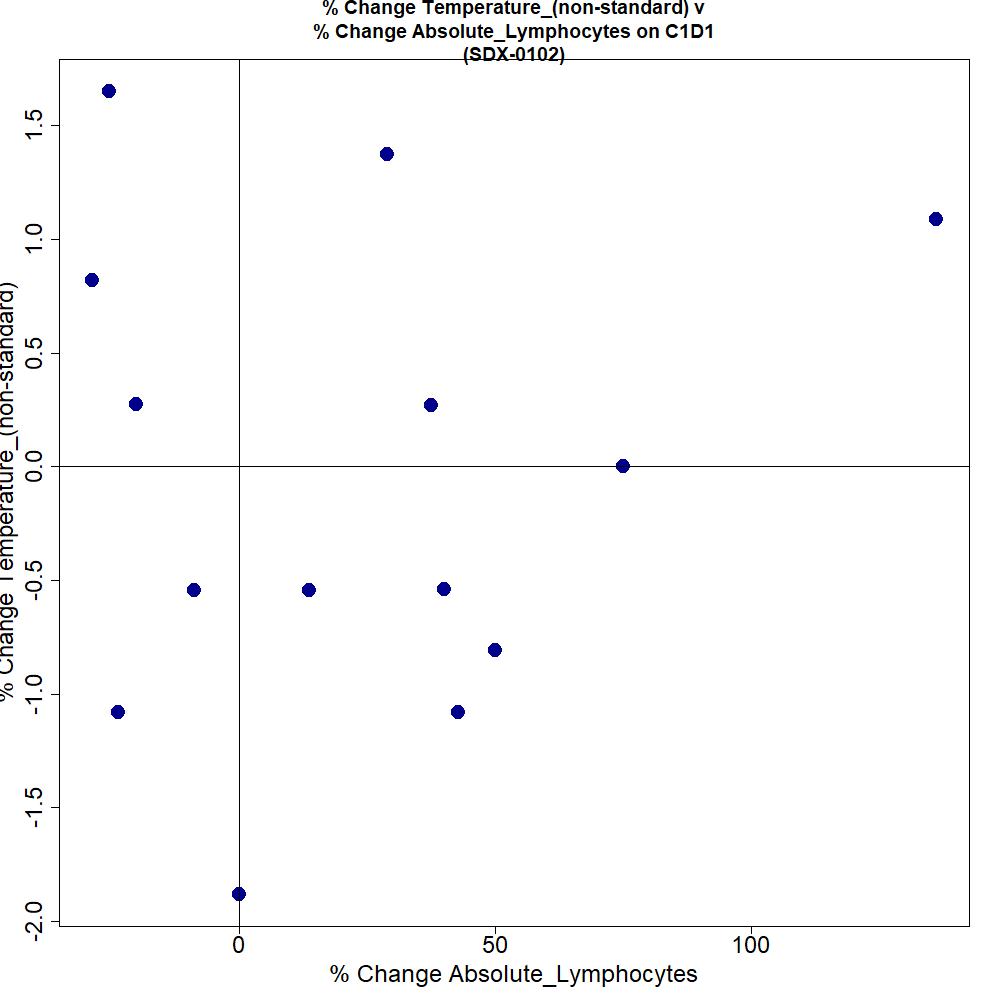 % Change Temperature_(non-standard) v
% Change Absolute_Lymphocytes on C1D1
(SDX-0102)
% Change Temperature_(non-standard)
1.5
1.0
0.5
0.0
-0.5
-1.0
-1.5
-2.0
0
50
100
% Change Absolute_Lymphocytes